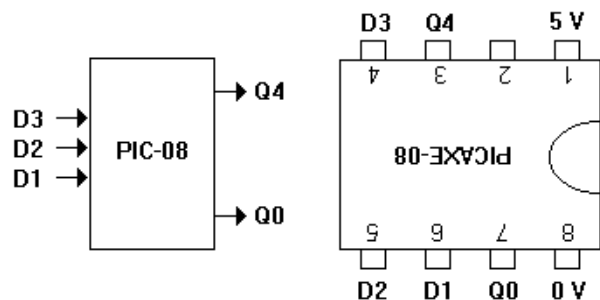 D3 Q4 5 V
4 3 2 1
Q4
D3
D2 PIC-08 PICAXE-08
D1
Q0
5 6 7 8
D2 D1 Q0 0 V